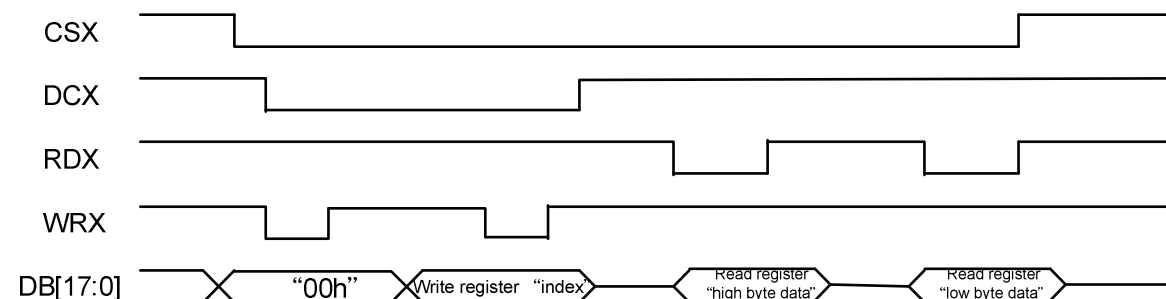 CSX
DCX
RDX
WRX
DB[17:0]
“00h”
Write register “index”
Read register
“high byte data”
Read register
“low byte data”